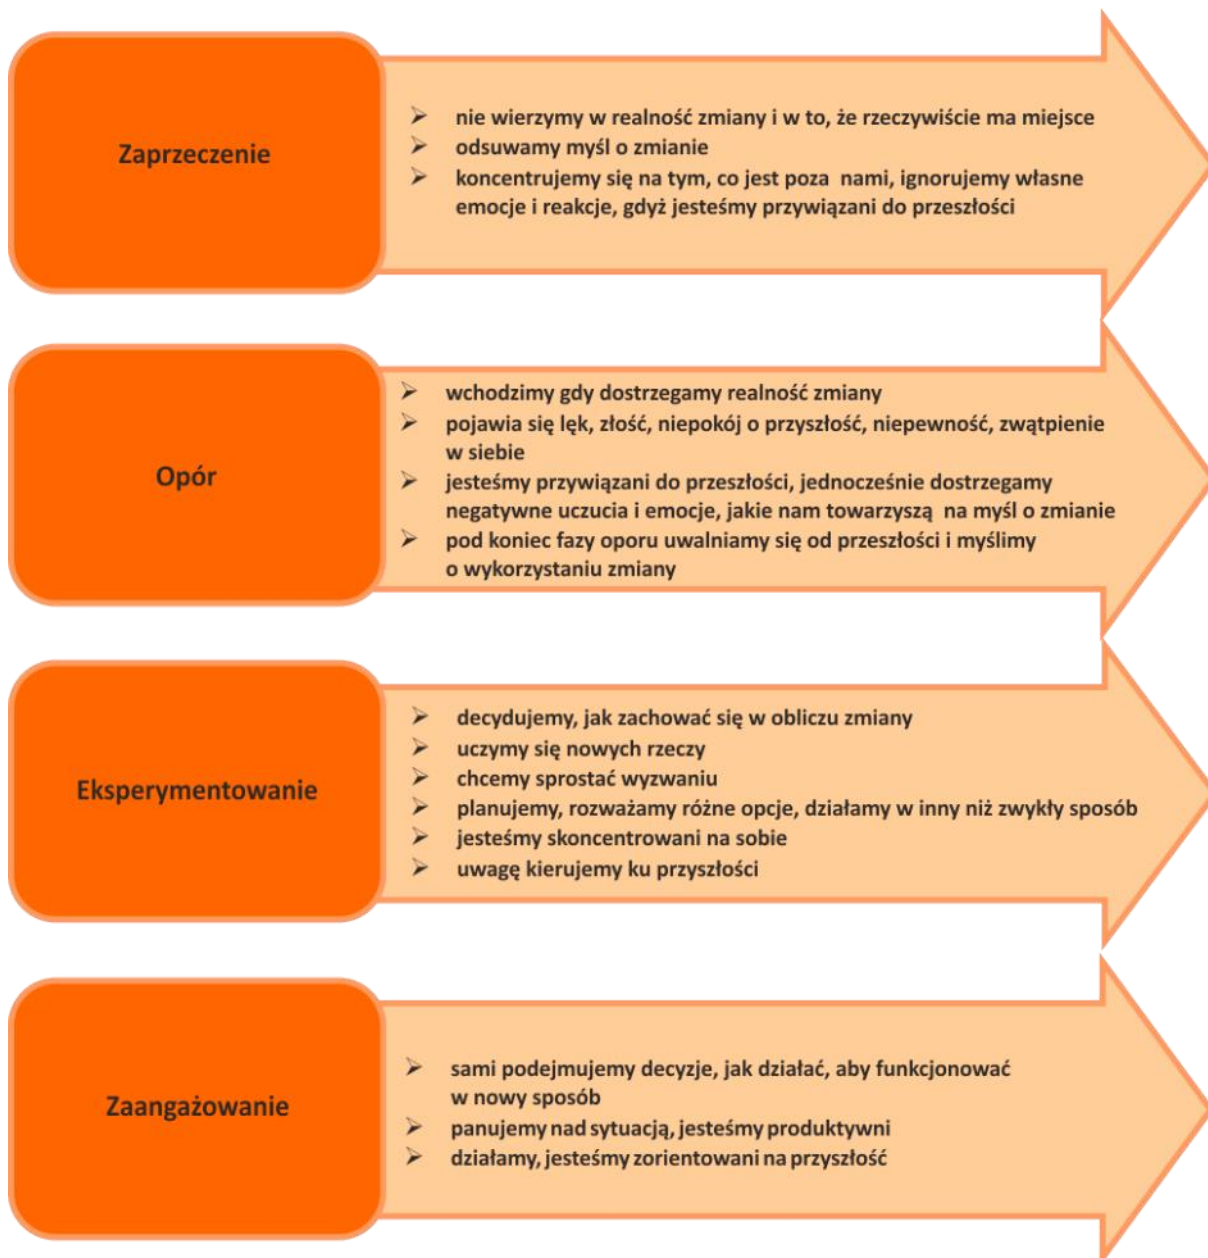 Zaprzeczenie
➢ nie wierzymy w realność zmiany i w to, że rzeczywiście ma miejsce
➢ odsuwamy myśl o zmianie
➢ koncentrujemy się na tym, co jest poza nami, ignorujemy własne
emocje i reakcje, gdyż jesteśmy przywiązani do przeszłości
Opór
➢ wchodzimy gdy dostrzegamy realność zmiany
➢ pojawia się lęk, złość, niepokój o przyszłość, niepewność, zwątpienie
w siebie
➢ jesteśmy przywiązani do przeszłości, jednocześnie dostrzegamy
negatywne uczucia i emocje, jakie nam towarzyszą na myśl o zmianie
➢ pod koniec fazy oporu uwalniamy się od przeszłości i myślimy
o wykorzystaniu zmiany
Eksperymentowanie
➢ decydujemy, jak zachować się w obliczu zmiany
➢ uczymy się nowych rzeczy
➢ chcemy sprostać wyzwaniu
➢ planujemy, rozważamy różne opcje, działamy w inny niż zwykły sposób
➢ jesteśmy skoncentrowani na sobie
➢ uwagę kierujemy ku przyszłości
Zaangażowanie
➢ sami podejmujemy decyzje, jak działać, aby funkcjonować
w nowy sposób
➢ panujemy nad sytuacją, jesteśmy produktywni
➢ działamy, jesteśmy zorientowani na przyszłość